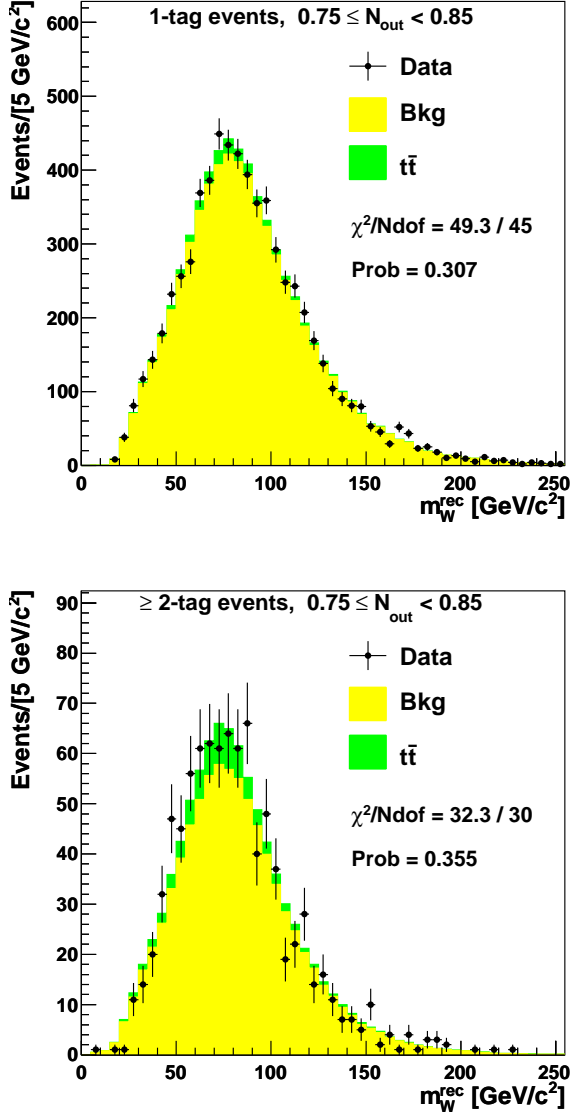 1-tag events, 0.75 ≤ N_out < 0.85
Events/[5 GeV/c²]
600
500
400
300
200
100
0
Data
Bkg
tt̄
χ²/Ndof = 49.3 / 45
Prob = 0.307
0 50 100 150 200 250
m_W^rec [GeV/c²]
≥ 2-tag events, 0.75 ≤ N_out < 0.85
Events/[5 GeV/c²]
90
80
70
60
50
40
30
20
10
0
Data
Bkg
tt̄
χ²/Ndof = 32.3 / 30
Prob = 0.355
0 50 100 150 200 250
m_W^rec [GeV/c²]